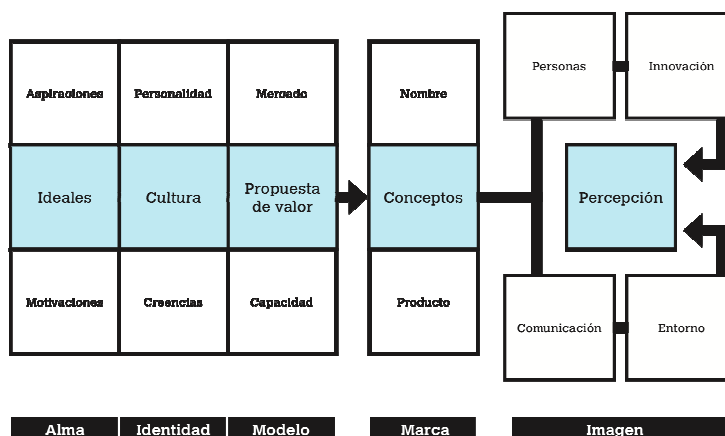 Personas
Innovación
Aspiraciones
Personalidad
Mercado
Nombre
Ideales
Cultura
Propuesta
de valor
Conceptos
Percepción
Motivaciones
Creencias
Capacidad
Producto
Comunicación
Entorno
Alma
Identidad
Modelo
Marca
Imagen